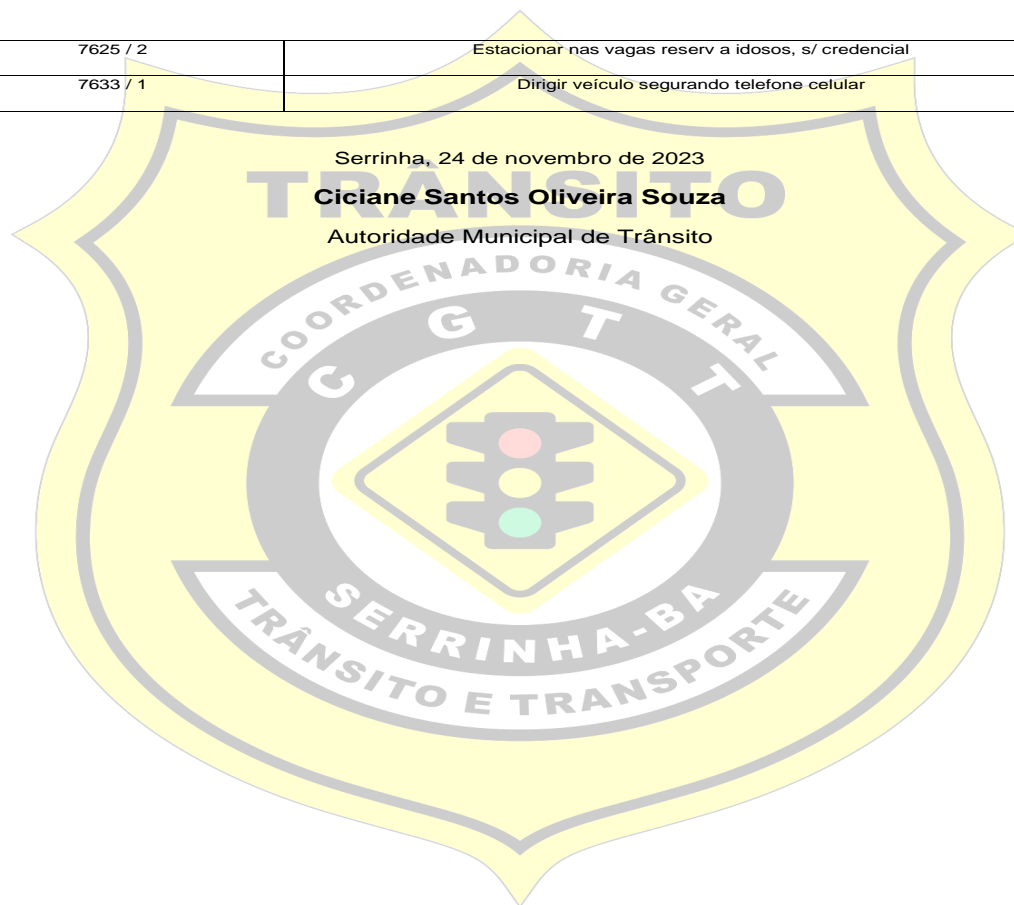 7625 / 2 Estacionar nas vagas reserv a idosos, s/ credencial
7633 / 1 Dirigir veículo segurando telefone celular
Serrinha, 24 de novembro de 2023
TRÂNSITO
Ciciane Santos Oliveira Souza
Autoridade Municipal de Trânsito
COORDENADORIA GERAL
C G T T
SERRINHA-BA
TRÂNSITO E TRANSPORTE